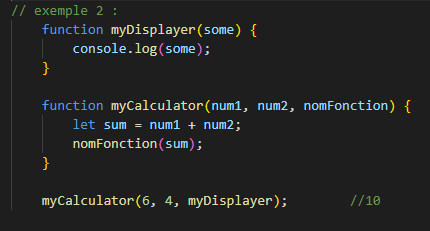 // exemple 2 :
function myDisplayer(some) {
console.log(some);
}
function myCalculator(num1, num2, nomFonction) {
let sum = num1 + num2;
nomFonction(sum);
}
myCalculator(6, 4, myDisplayer); //10